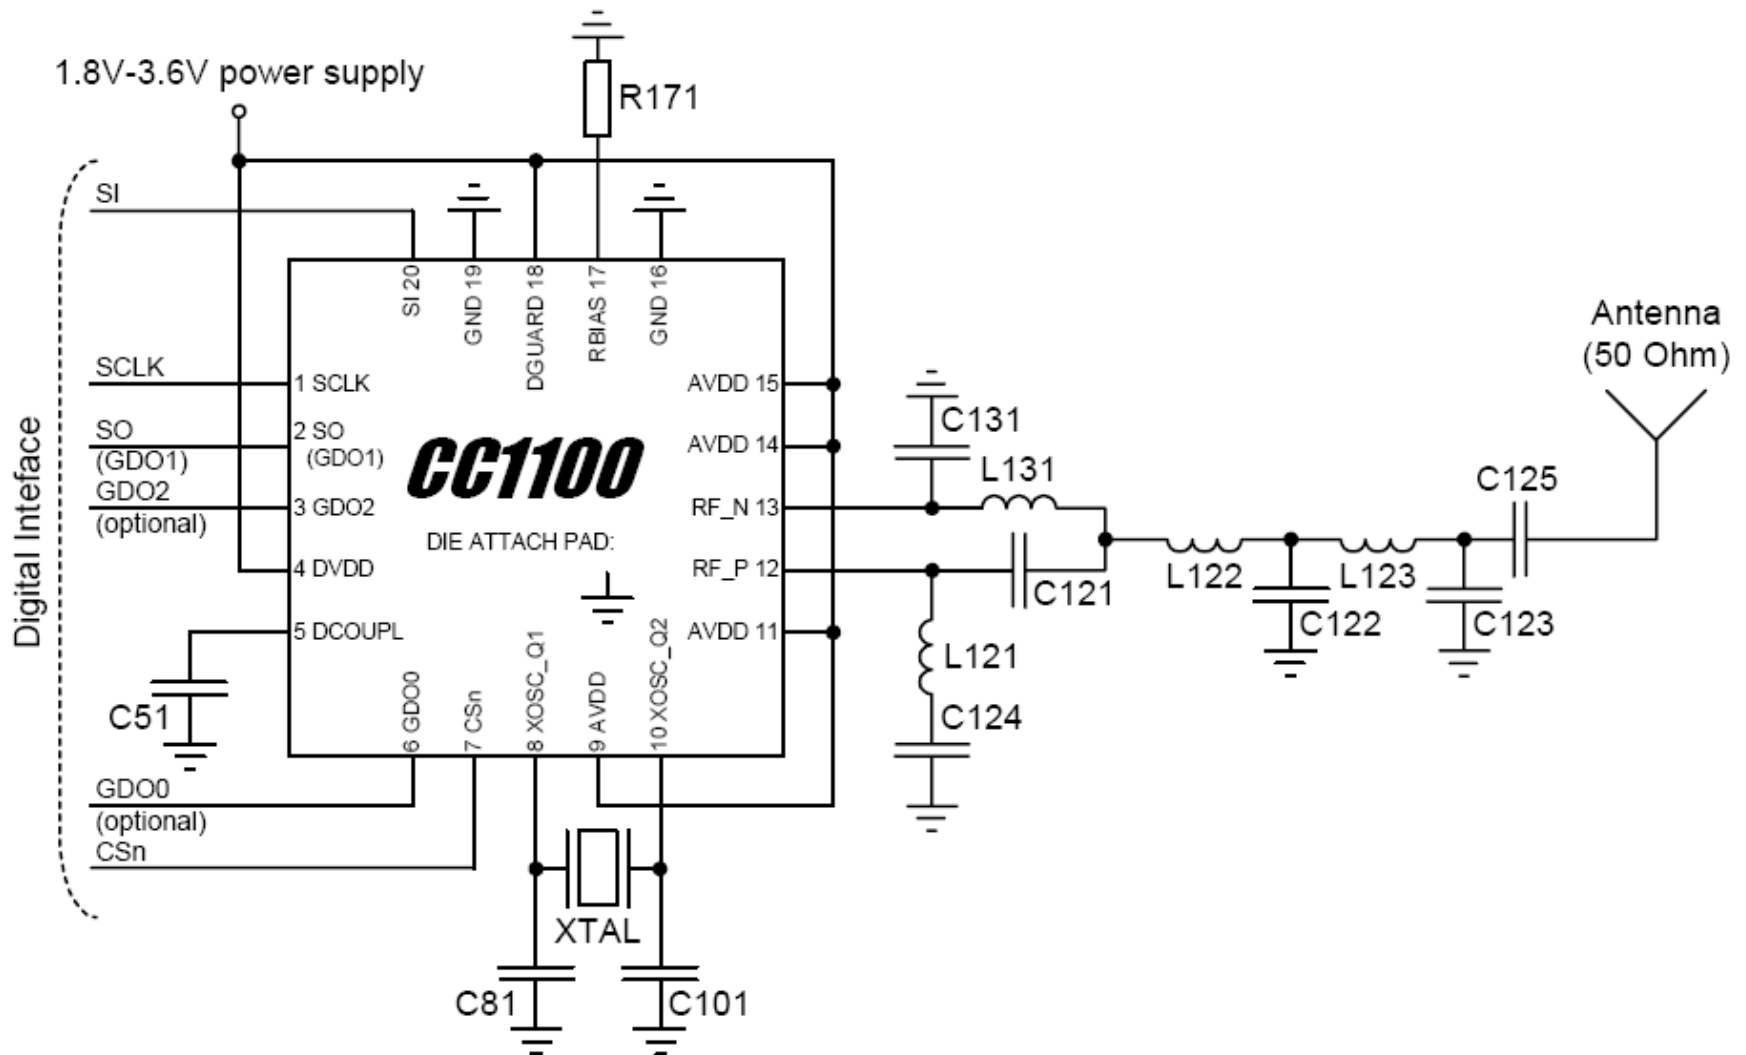 1.8V-3.6V power supply
R171
SI
SI 20
GND 19
DGUARD 18
RBIAS 17
GND 16
Antenna
(50 Ohm)
Digital Inteface
SCLK
1 SCLK
AVDD 15
C131
SO
(GDO1)
2 SO
(GDO1)
CC1100
AVDD 14
L131
C125
GDO2
(optional)
3 GDO2
RF_N 13
DIE ATTACH PAD:
4 DVDD
RF_P 12
C121
L122
L123
C122
C123
5 DCOUPL
AVDD 11
L121
C51
6 GDO0
7 CSn
8 XOSC_Q1
9 AVDD
10 XOSC_Q2
C124
GDO0
(optional)
CSn
XTAL
C81
C101